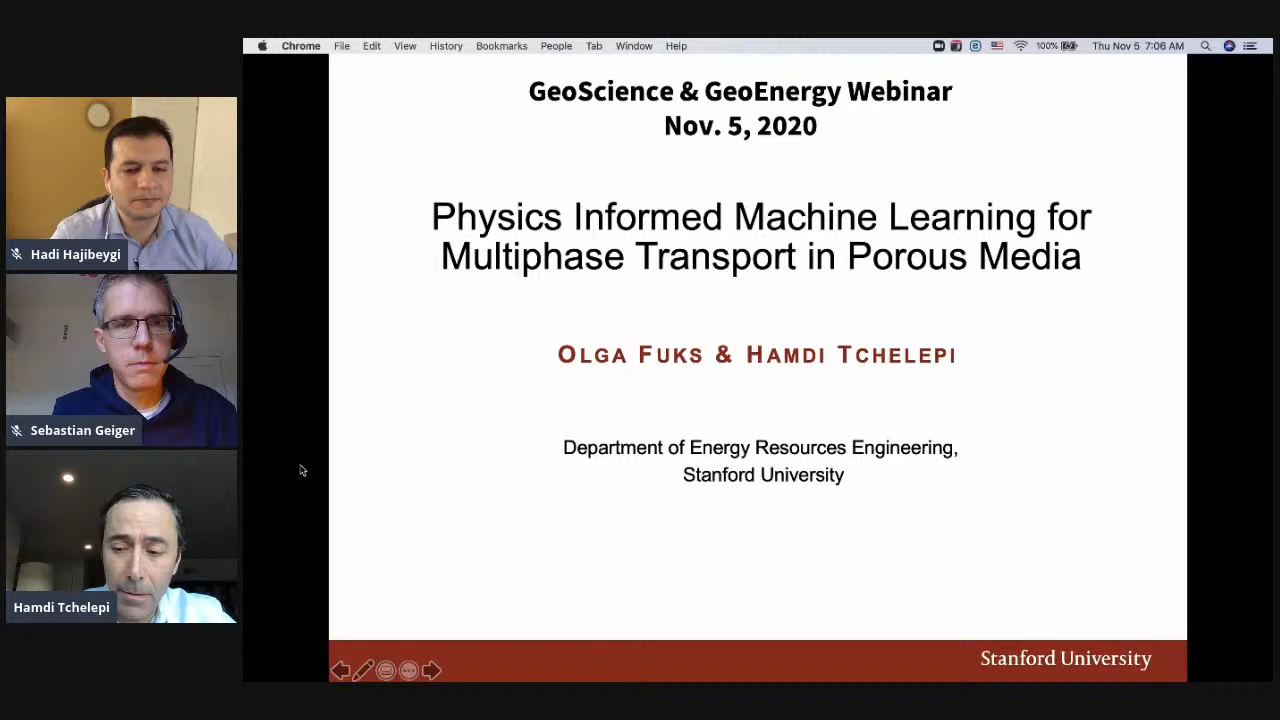 Chrome File Edit View History Bookmarks People Tab Window Help 100% Thu Nov 5 7:06 AM
GeoScience & GeoEnergy Webinar
Nov. 5, 2020
Physics Informed Machine Learning for
Multiphase Transport in Porous Media
OLGA FUKS & HAMDI TCHELEPI
Department of Energy Resources Engineering,
Stanford University
Stanford University
Hadi Hajibeygi
Sebastian Geiger
Hamdi Tchelepi